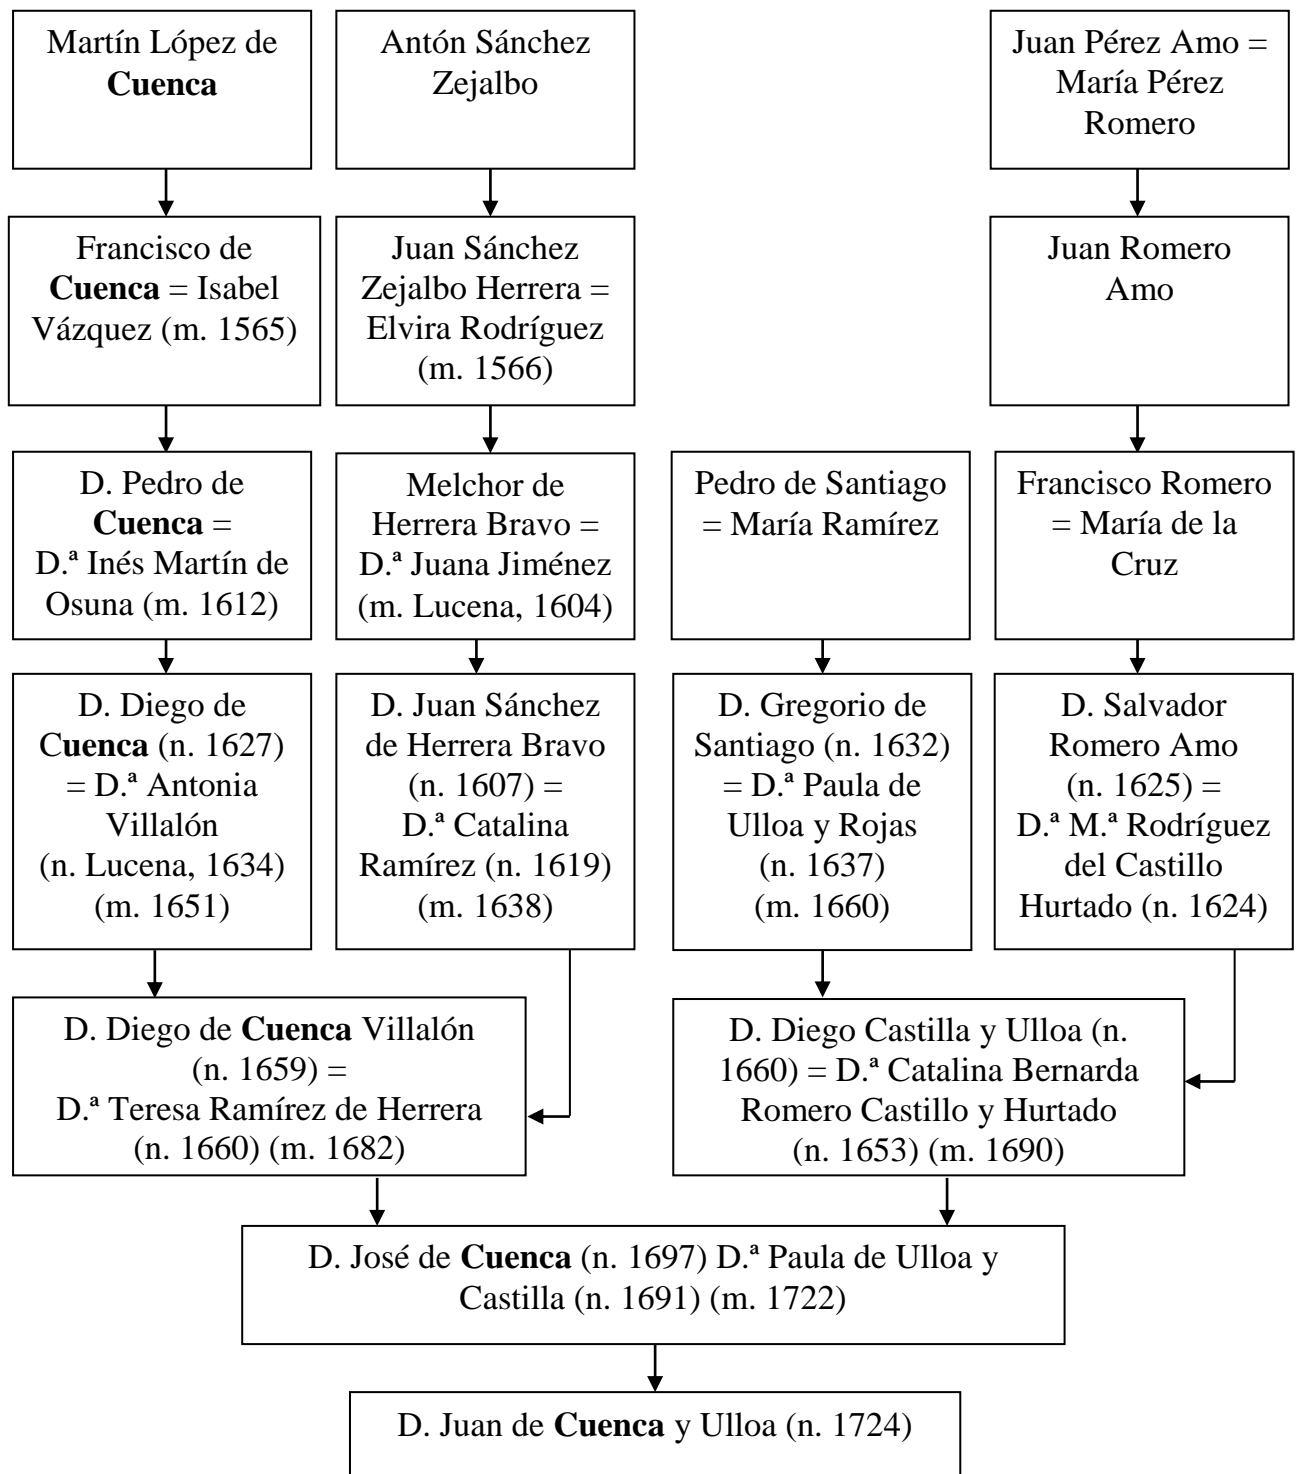 Martín López de
Cuenca
Antón Sánchez
Zejalbo
Juan Pérez Amo =
María Pérez
Romero
Francisco de
Cuenca = Isabel
Vázquez (m. 1565)
Juan Sánchez
Zejalbo Herrera =
Elvira Rodríguez
(m. 1566)
Juan Romero
Amo
D. Pedro de
Cuenca =
D.ª Inés Martín de
Osuna (m. 1612)
Melchor de
Herrera Bravo =
D.ª Juana Jiménez
(m. Lucena, 1604)
Pedro de Santiago
= María Ramírez
Francisco Romero
= María de la
Cruz
D. Diego de
Cuenca (n. 1627)
= D.ª Antonia
Villalón
(n. Lucena, 1634)
(m. 1651)
D. Juan Sánchez
de Herrera Bravo
(n. 1607) =
D.ª Catalina
Ramírez (n. 1619)
(m. 1638)
D. Gregorio de
Santiago (n. 1632)
= D.ª Paula de
Ulloa y Rojas
(n. 1637)
(m. 1660)
D. Salvador
Romero Amo
(n. 1625) =
D.ª M.ª Rodríguez
del Castillo
Hurtado (n. 1624)
D. Diego de Cuenca Villalón
(n. 1659) =
D.ª Teresa Ramírez de Herrera
(n. 1660) (m. 1682)
D. Diego Castilla y Ulloa (n.
1660) = D.ª Catalina Bernarda
Romero Castillo y Hurtado
(n. 1653) (m. 1690)
D. José de Cuenca (n. 1697) D.ª Paula de Ulloa y
Castilla (n. 1691) (m. 1722)
D. Juan de Cuenca y Ulloa (n. 1724)